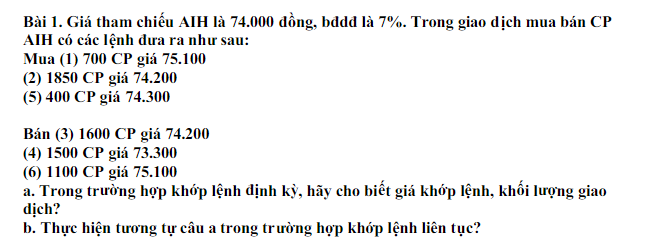 Bài 1. Giá tham chiếu AIH là 74.000 đồng, bđdđ là 7%. Trong giao dịch mua bán CP
AIH có các lệnh đưa ra như sau:
Mua (1) 700 CP giá 75.100
(2) 1850 CP giá 74.200
(5) 400 CP giá 74.300
Bán (3) 1600 CP giá 74.200
(4) 1500 CP giá 73.300
(6) 1100 CP giá 75.100
a. Trong trường hợp khớp lệnh định kỳ, hãy cho biết giá khớp lệnh, khối lượng giao
dịch?
b. Thực hiện tương tự câu a trong trường hợp khớp lệnh liên tục?